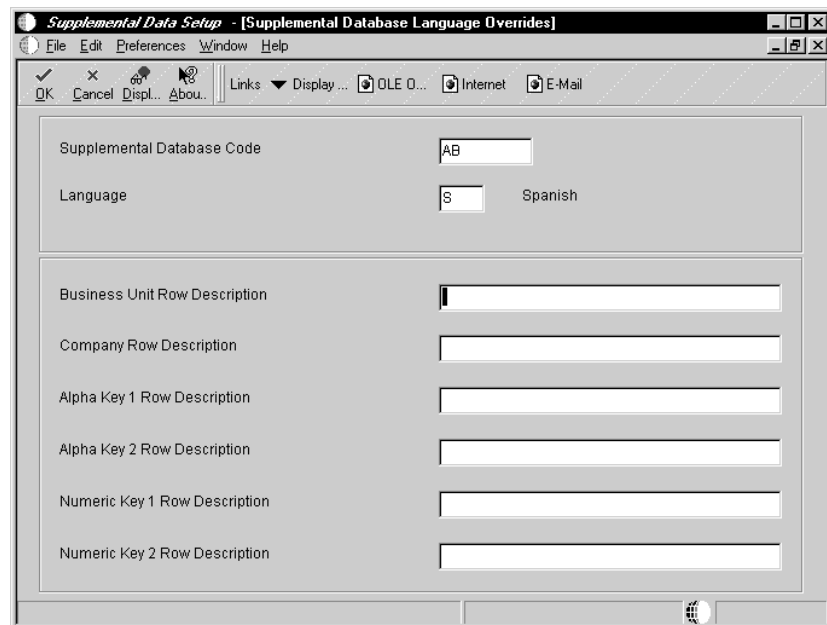 Supplemental Data Setup - [Supplemental Database Language Overrides]
File Edit Preferences Window Help
OK Cancel Displ... Abou.. Links Display ... OLE O... Internet E-Mail
Supplemental Database Code AB
Language S Spanish
Business Unit Row Description
Company Row Description
Alpha Key 1 Row Description
Alpha Key 2 Row Description
Numeric Key 1 Row Description
Numeric Key 2 Row Description